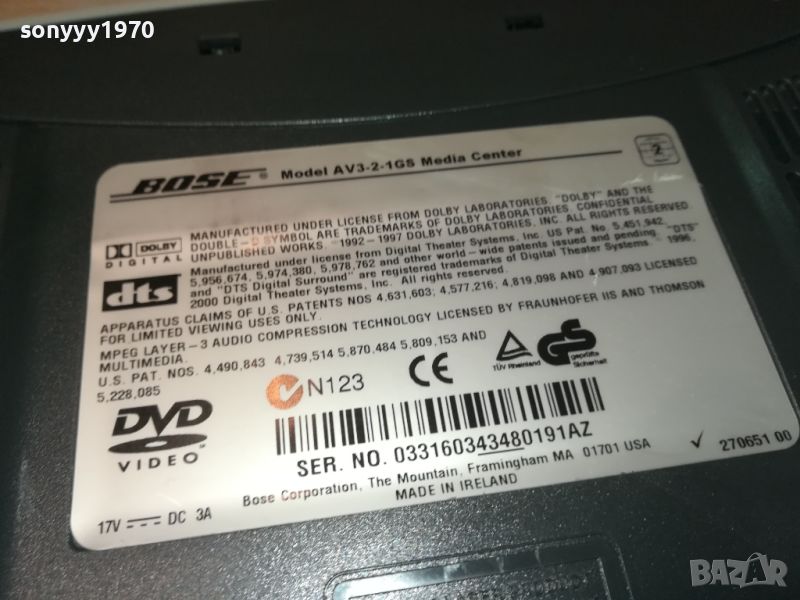 sonyyy1970
BOSE® Model AV3-2-1GS Media Center
2
DOLBY
DIGITAL
MANUFACTURED UNDER LICENSE FROM DOLBY LABORATORIES. "DOLBY" AND THE
DOUBLE-D SYMBOL ARE TRADEMARKS OF DOLBY LABORATORIES. CONFIDENTIAL
UNPUBLISHED WORKS. 1992-1997 DOLBY LABORATORIES, INC. ALL RIGHTS RESERVED.
dts
Manufactured under license from Digital Theater Systems, Inc. US Pat. No. 5,451,942,
5,956,674, 5,974,380, 5,978,762 and other world-wide patents issued and pending. "DTS"
and "DTS Digital Surround" are registered trademarks of Digital Theater Systems 1996,
2000 Digital Theater Systems, Inc. All rights reserved.
APPARATUS CLAIMS OF U.S. PATENTS NOS 4,631,603; 4,577,216; 4,819,098 AND 4,907,093 LICENSED
FOR LIMITED VIEWING USES ONLY.
MPEG LAYER-3 AUDIO COMPRESSION TECHNOLOGY LICENSED BY FRAUNHOFER IIS AND THOMSON
MULTIMEDIA.
U.S. PAT. NOS. 4,490,843 4,739,514 5,870,484 5,809,153 AND
5,228,085
N123
CE
TÜV Rheinland
GS
geprüfte
Sicherheit
DVD
VIDEO
SER. NO. 033160343480191AZ
Bose Corporation, The Mountain, Framingham MA 01701 USA
MADE IN IRELAND
✓ 270651 00
17V DC 3A
BAZAR